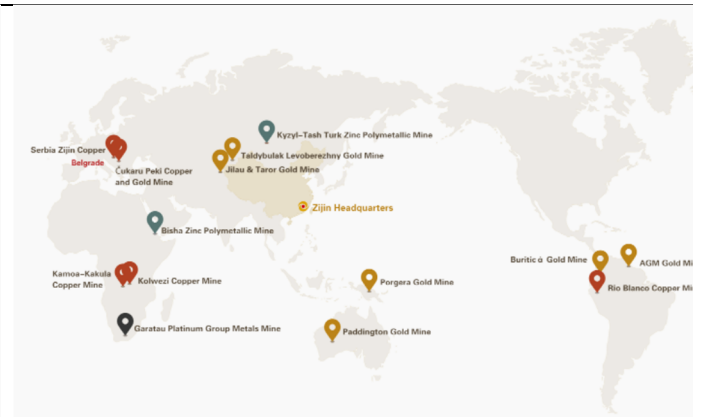 Kyzyl-Tash Turk Zinc Polymetallic Mine
Serbia Zijin Copper
Belgrade
Taldybulak Levoberezhny Gold Mine
Čukaru Peki Copper
and Gold Mine
Jilau & Taror Gold Mine
Zijin Headquarters
Bisha Zinc Polymetallic Mine
Buriticá Gold Mine
AGM Gold Mi
Kamoa-Kakula
Copper Mine
Kolwezi Copper Mine
Porgera Gold Mine
Rio Blanco Copper Mi
Garatau Platinum Group Metals Mine
Paddington Gold Mine